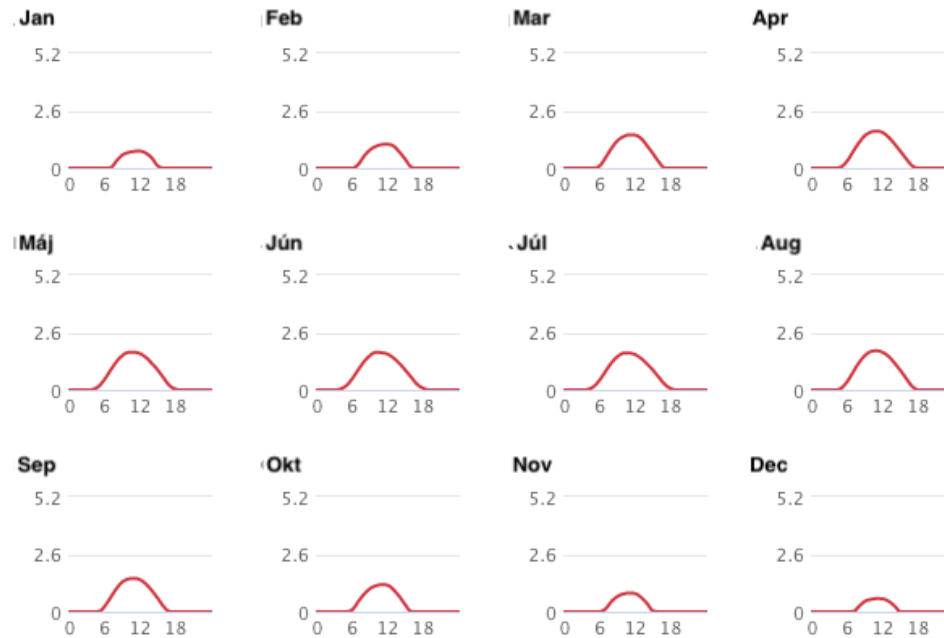 Jan Feb Mar Apr
5.2 5.2 5.2 5.2
2.6 2.6 2.6 2.6
0 0 0 0
0 6 12 18 0 6 12 18 0 6 12 18 0 6 12 18
Máj Jún Júl Aug
5.2 5.2 5.2 5.2
2.6 2.6 2.6 2.6
0 0 0 0
0 6 12 18 0 6 12 18 0 6 12 18 0 6 12 18
Sep Okt Nov Dec
5.2 5.2 5.2 5.2
2.6 2.6 2.6 2.6
0 0 0 0
0 6 12 18 0 6 12 18 0 6 12 18 0 6 12 18